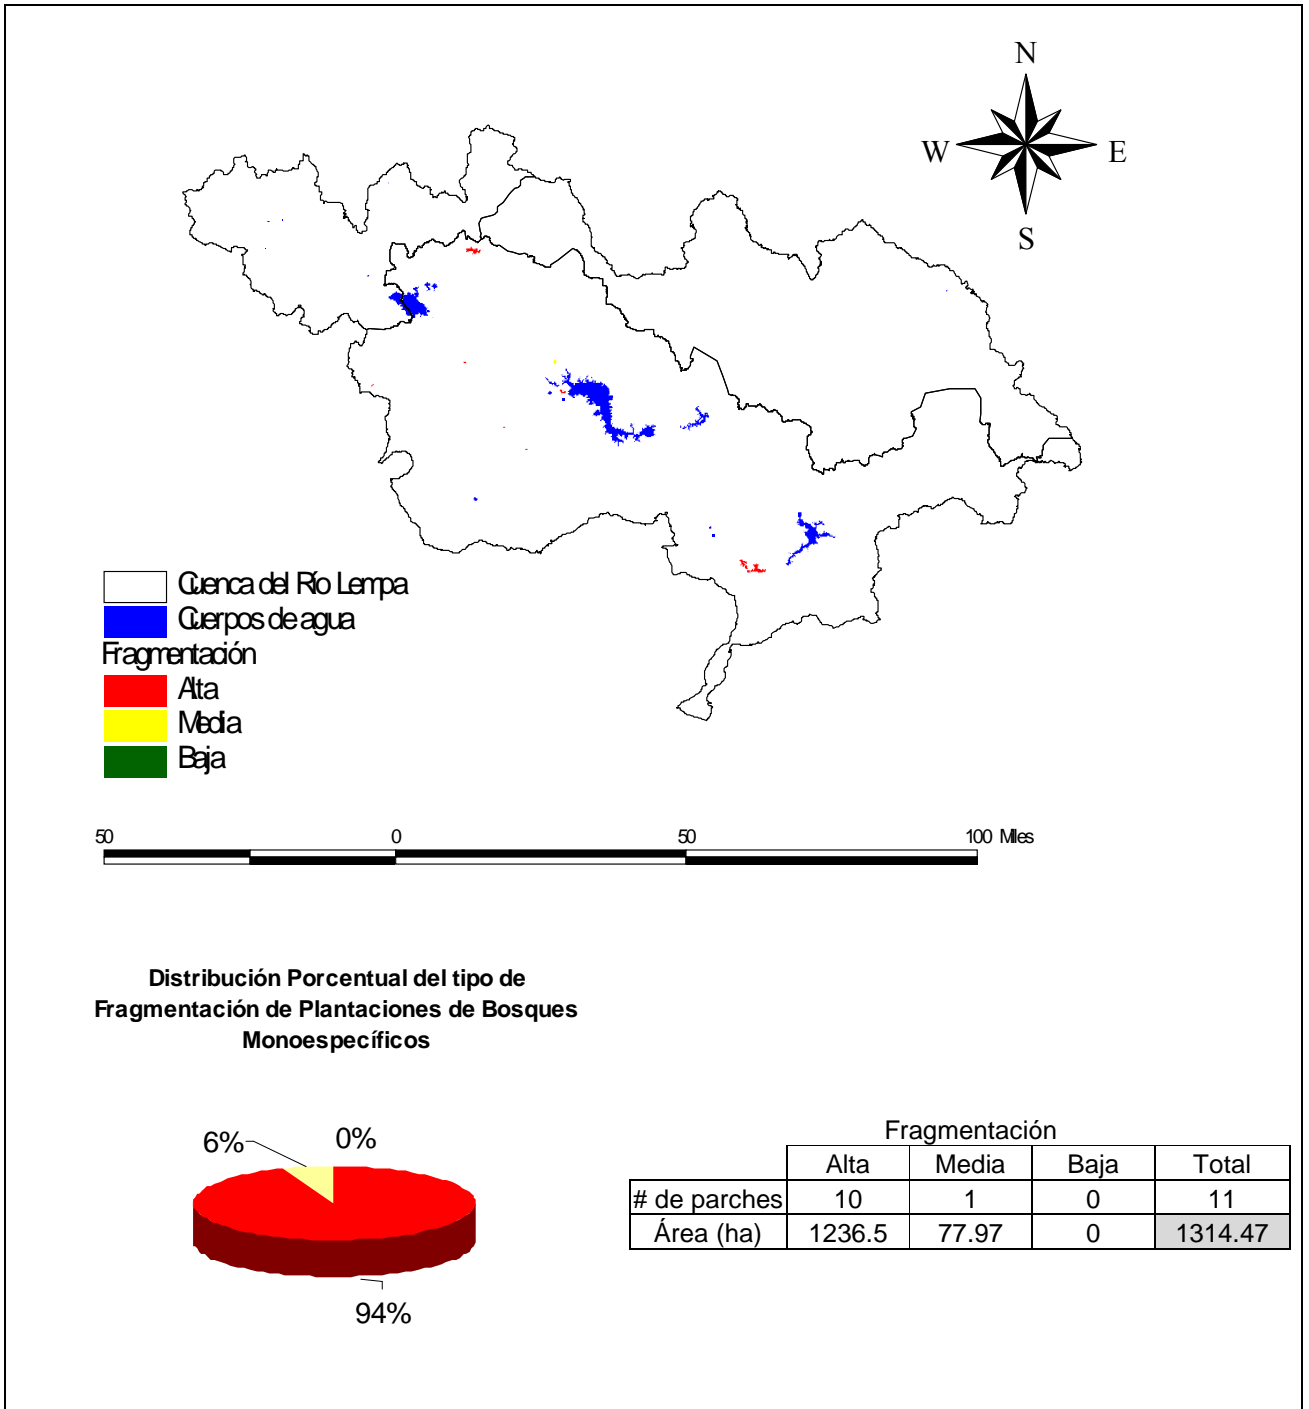 N
W
E
S
Cuenca del Río Lempa
Cuerpos de agua
Fragmentación
Alta
Media
Baja
50 0 50 100 Miles
Distribución Porcentual del tipo de
Fragmentación de Plantaciones de Bosques
Monoespecíficos
6% 0%
94%
Fragmentación
Alta Media Baja Total
# de parches 10 1 0 11
Área (ha) 1236.5 77.97 0 1314.47